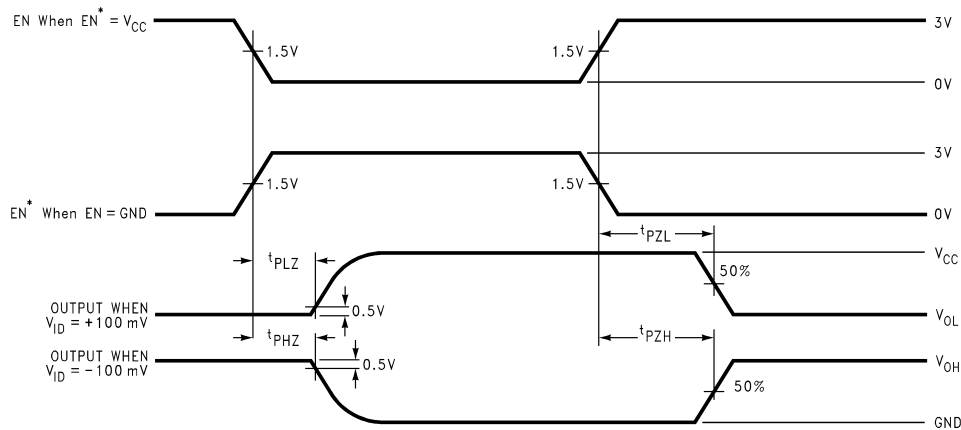 EN When EN* = VCC
3V
1.5V
1.5V
0V
3V
1.5V
1.5V
EN* When EN = GND
0V
tPZL
VCC
tPLZ
50%
OUTPUT WHEN
VID = +100 mV
0.5V
VOL
tPHZ
tPZH
OUTPUT WHEN
VID = −100 mV
0.5V
VOH
50%
GND